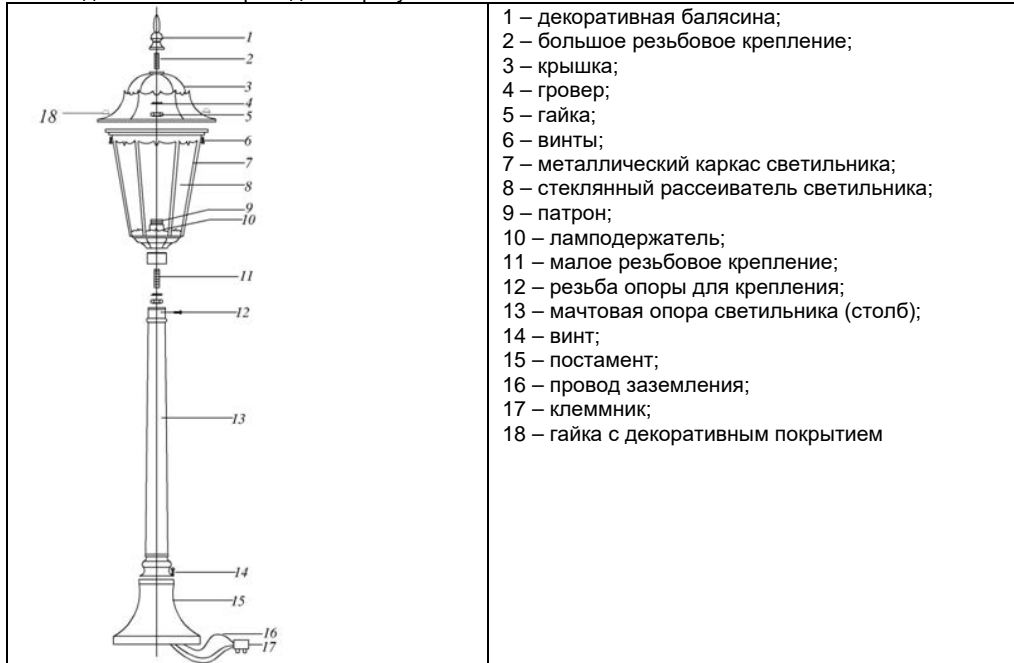 1 – декоративная балясина;
2 – большое резьбовое крепление;
3 – крышка;
4 – гровер;
5 – гайка;
6 – винты;
7 – металлический каркас светильника;
8 – стеклянный рассеиватель светильника;
9 – патрон;
10 – ламподержатель;
11 – малое резьбовое крепление;
12 – резьба опоры для крепления;
13 – мачтовая опора светильника (столб);
14 – винт;
15 – постамент;
16 – провод заземления;
17 – клеммник;
18 – гайка с декоративным покрытием
1
2
3
4
18
5
6
7
8
9
10
11
12
13
14
15
16
17